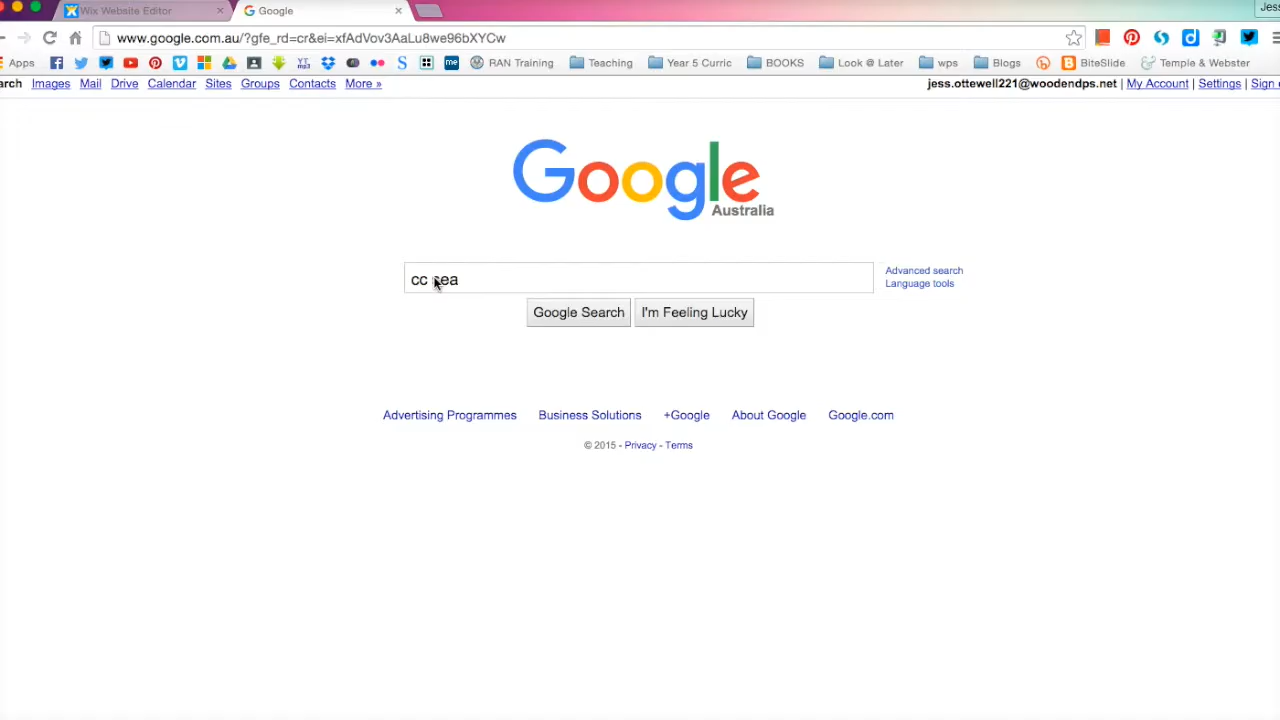 Jess
Wix Website Editor
Google
www.google.com.au/?gfe_rd=cr&ei=xfAdVov3AaLu8we96bXYCw
Apps RAN Training Teaching Year 5 Curric BOOKS Look @ Later wps Blogs BiteSlide Temple & Webster
arch Images Mail Drive Calendar Sites Groups Contacts More » jess.ottewell221@woodendps.net | My Account | Settings | Sign
Google
Australia
cc sea
Advanced search
Language tools
Google Search I'm Feeling Lucky
Advertising Programmes Business Solutions +Google About Google Google.com
© 2015 - Privacy - Terms